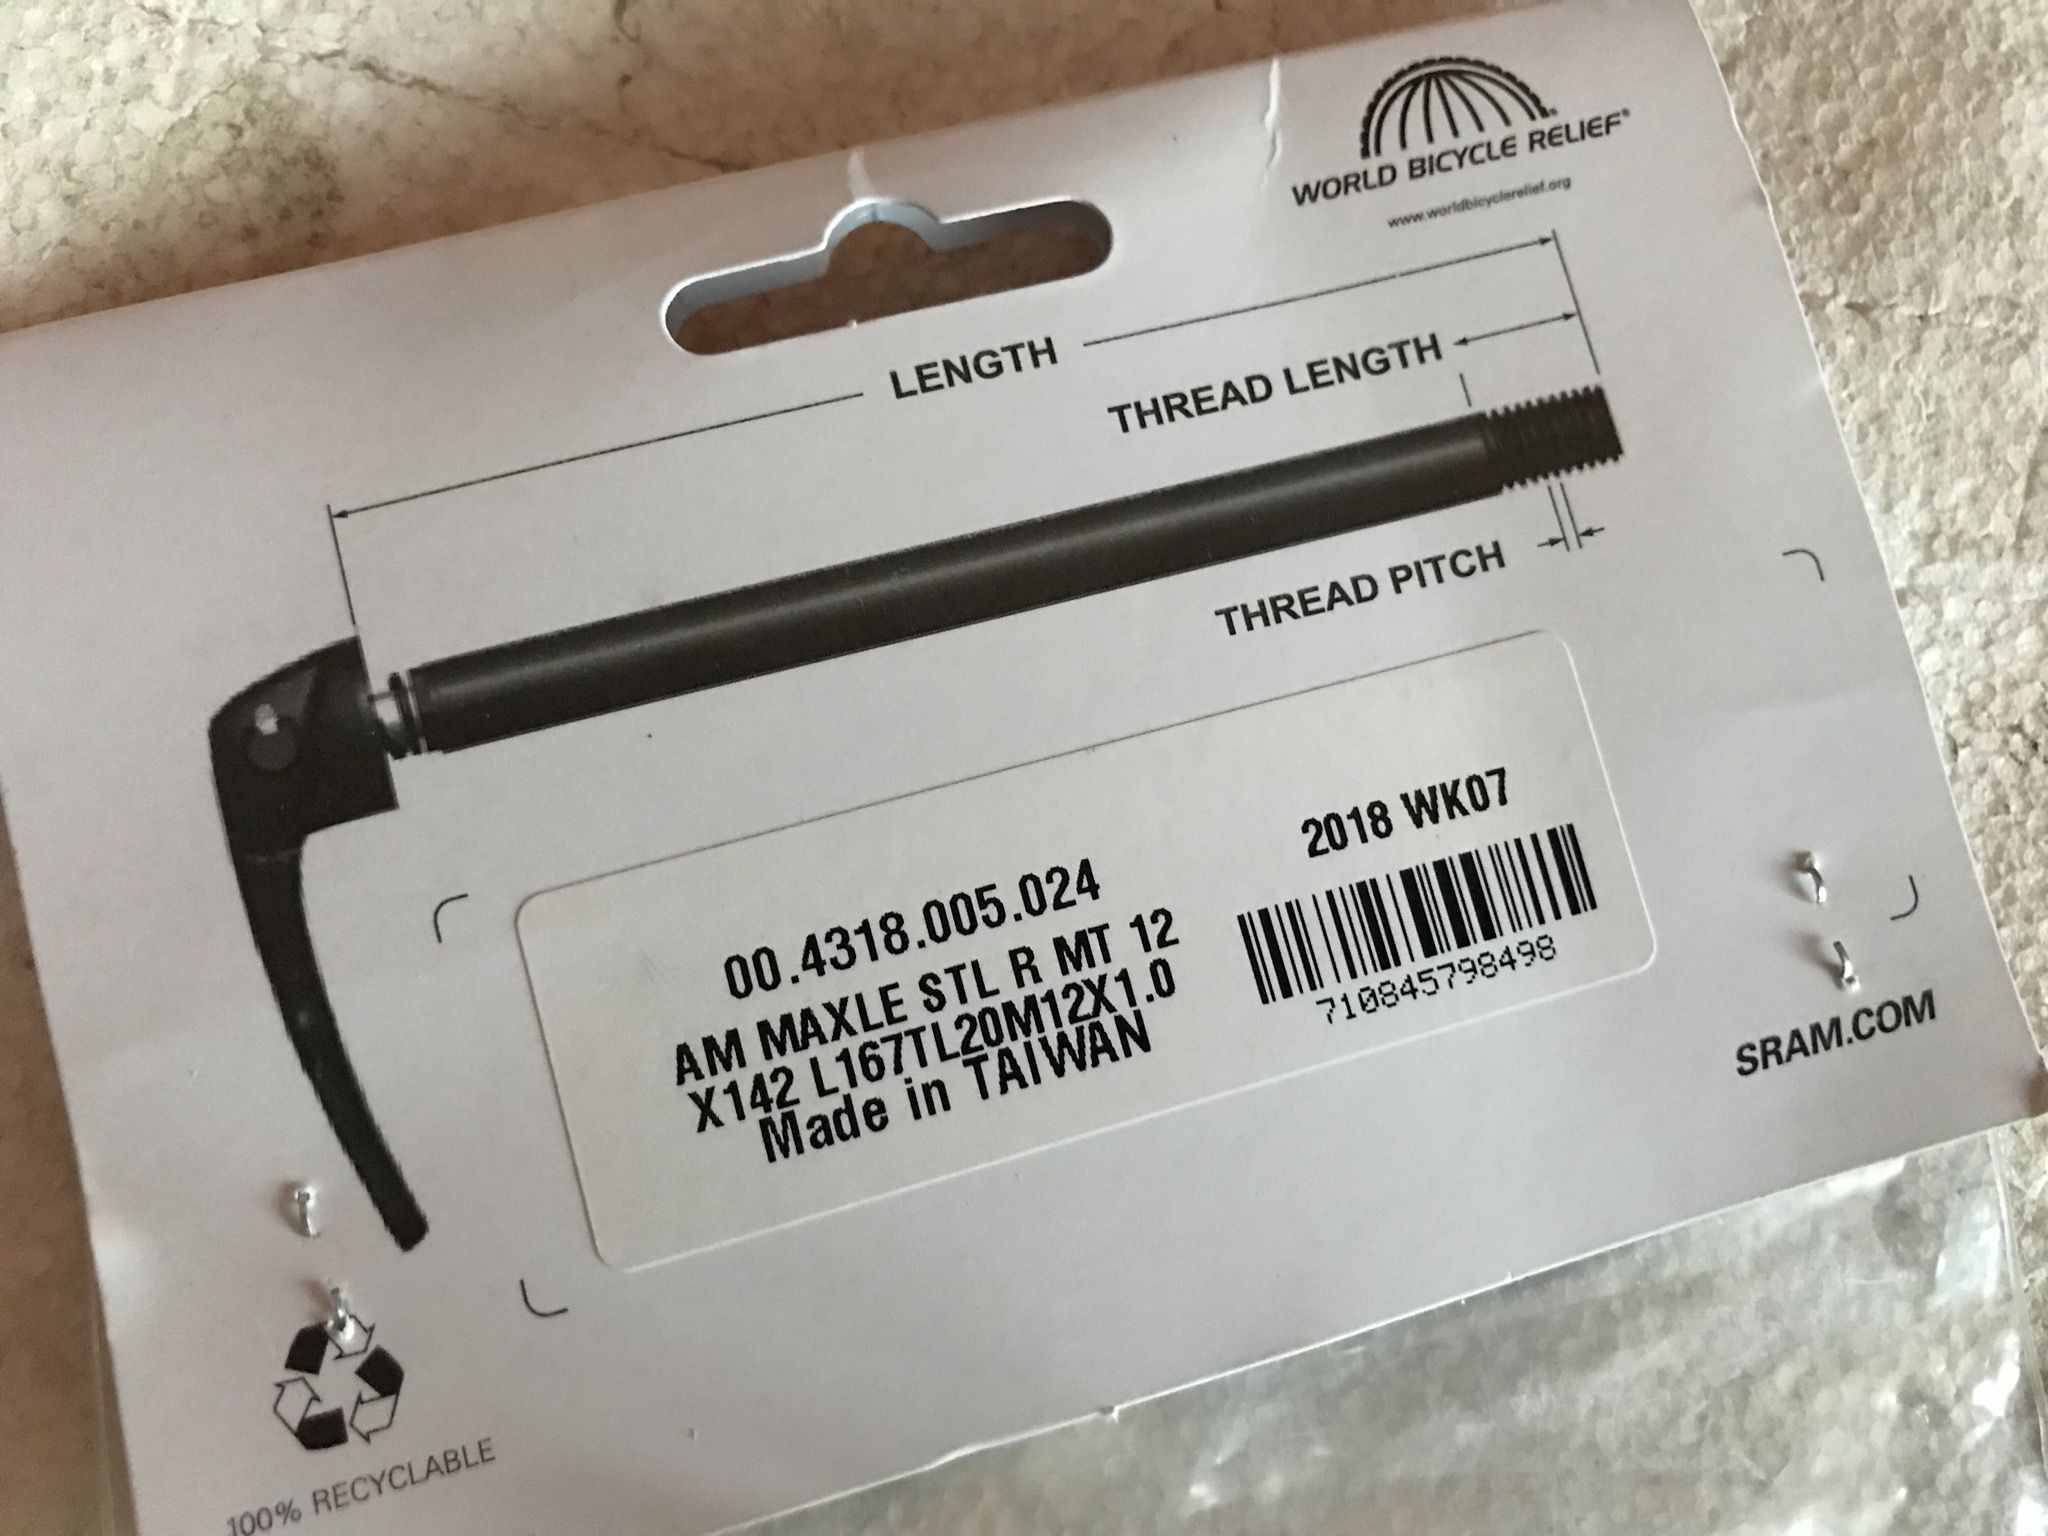 WORLD BICYCLE RELIEF®
www.worldbicyclerelief.org
LENGTH
THREAD LENGTH
THREAD PITCH
2018 WK07
00.4318.005.024
AM MAXLE STL R MT 12
X142 L167TL20M12X1.0
Made in TAIWAN
710845798498
SRAM.COM
100% RECYCLABLE